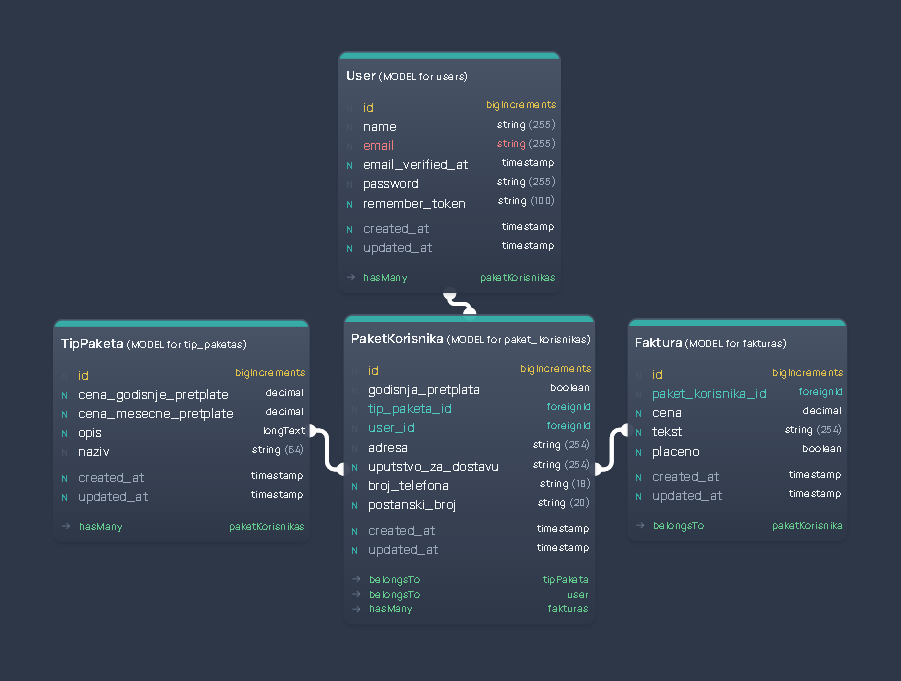 User (MODEL for users)
N id bigIncrements
N name string (255)
N email string (255)
N email_verified_at timestamp
N password string (255)
N remember_token string (100)
N created_at timestamp
N updated_at timestamp
→ hasMany paketKorisnikas
TipPaketa (MODEL for tip_paketas)
N id bigIncrements
N cena_godisnje_pretplate decimal
N cena_mesecne_pretplate decimal
N opis longText
N naziv string (64)
N created_at timestamp
N updated_at timestamp
→ hasMany paketKorisnikas
PaketKorisnika (MODEL for paket_korisnikas)
N id bigIncrements
N godisnja_pretplata boolean
N tip_paketa_id foreignId
N user_id foreignId
N adresa string (254)
N uputstvo_za_dostavu string (254)
N broj_telefona string (18)
N postanski_broj string (20)
N created_at timestamp
N updated_at timestamp
→ belongsTo tipPaketa
→ belongsTo user
→ hasMany fakturas
Faktura (MODEL for fakturas)
N id bigIncrements
N paket_korisnika_id foreignId
N cena decimal
N tekst string (254)
N placeno boolean
N created_at timestamp
N updated_at timestamp
→ belongsTo paketKorisnika